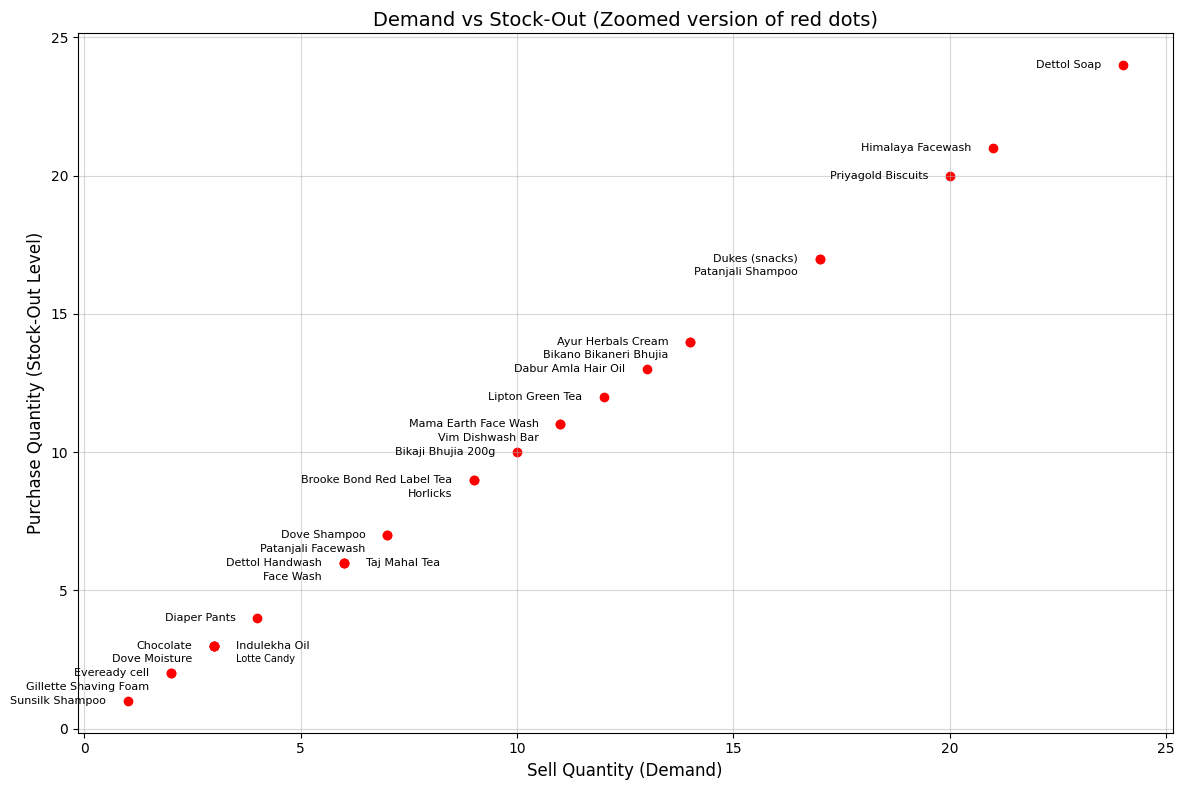 Demand vs Stock-Out (Zoomed version of red dots)
25
Dettol Soap
Himalaya Facewash
20
Priyagold Biscuits
Dukes (snacks)
Patanjali Shampoo
15
Ayur Herbals Cream
Bikano Bikaneri Bhujia
Dabur Amla Hair Oil
Lipton Green Tea
Mama Earth Face Wash
Vim Dishwash Bar
10
Bikaji Bhujia 200g
Brooke Bond Red Label Tea
Horlicks
Dove Shampoo
Patanjali Facewash
Dettol Handwash
Taj Mahal Tea
Face Wash
5
Diaper Pants
Chocolate
Indulekha Oil
Dove Moisture
Lotte Candy
Eveready cell
Gillette Shaving Foam
Sunsilk Shampoo
0
0 5 10 15 20 25
Sell Quantity (Demand)
Purchase Quantity (Stock-Out Level)